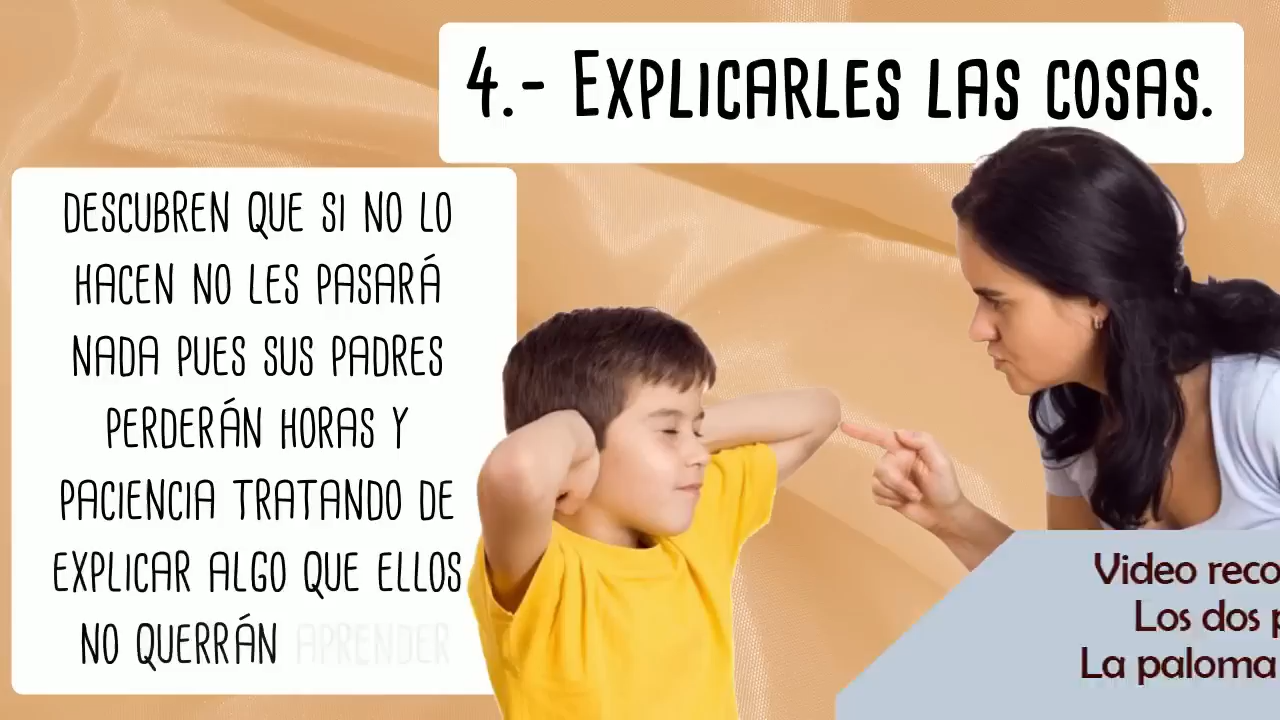 4.- EXPLICARLES LAS COSAS.
DESCUBREN QUE SI NO LO
HACEN NO LES PASARÁ
NADA PUES SUS PADRES
PERDERÁN HORAS Y
PACIENCIA TRATANDO DE
EXPLICAR ALGO QUE ELLOS
NO QUERRÁN APRENDER
Video reco
Los dos p
La paloma